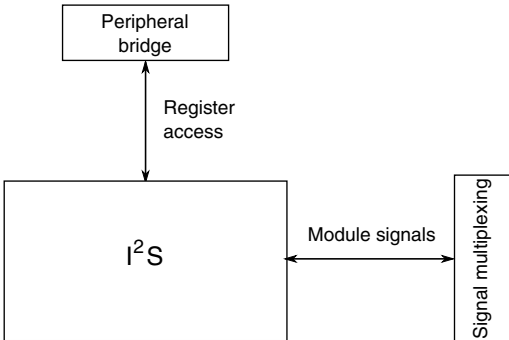 Peripheral
bridge
Register
access
I²S
Module signals
Signal multiplexing